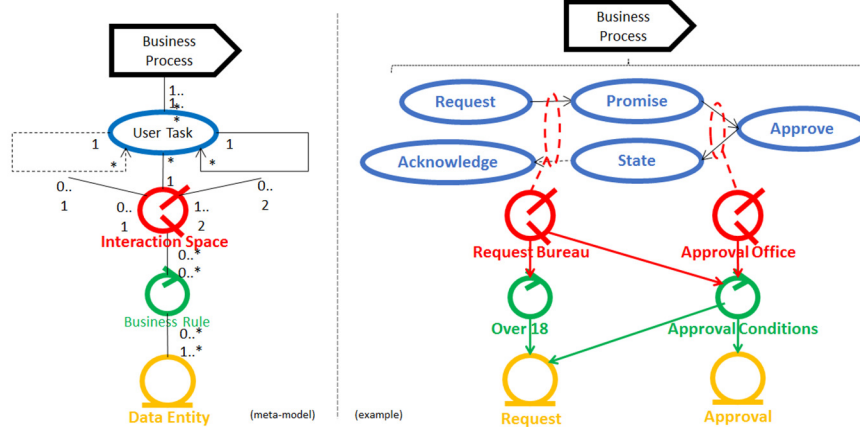 Business
Process
1..
1..
*
*
User Task
1
1
*
*
*
1
0..
1
0..
2
0..
1
1..
2
Interaction Space
0..*
0..*
Business Rule
0..*
1..*
Data Entity
(meta-model)
Business
Process
Request
Promise
Approve
Acknowledge
State
Request Bureau
Approval Office
Over 18
Approval Conditions
Request
Approval
(example)